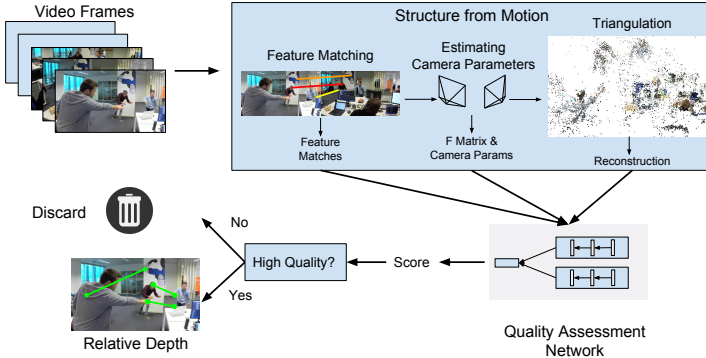 Video Frames
Structure from Motion
Feature Matching
Estimating
Camera Parameters
Triangulation
Feature
Matches
F Matrix &
Camera Params
Reconstruction
Discard
No
High Quality?
Score
Yes
Relative Depth
Quality Assessment
Network